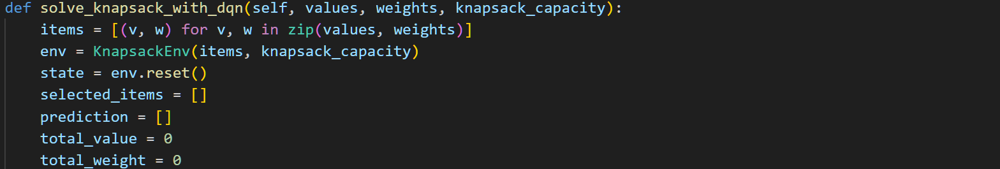 def solve_knapsack_with_dqn(self, values, weights, knapsack_capacity):
    items = [(v, w) for v, w in zip(values, weights)]
    env = KnapsackEnv(items, knapsack_capacity)
    state = env.reset()
    selected_items = []
    prediction = []
    total_value = 0
    total_weight = 0